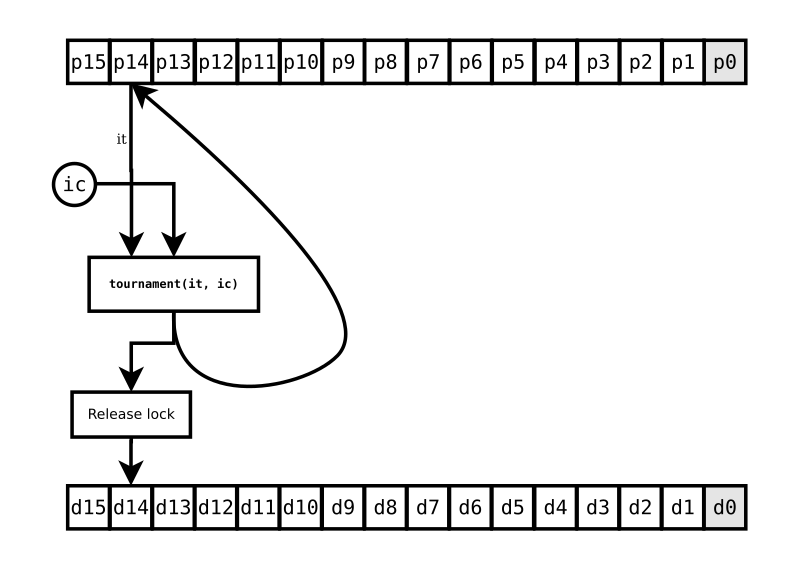 p15 p14 p13 p12 p11 p10 p9 p8 p7 p6 p5 p4 p3 p2 p1 p0
it
ic
tournament(it, ic)
Release lock
d15 d14 d13 d12 d11 d10 d9 d8 d7 d6 d5 d4 d3 d2 d1 d0